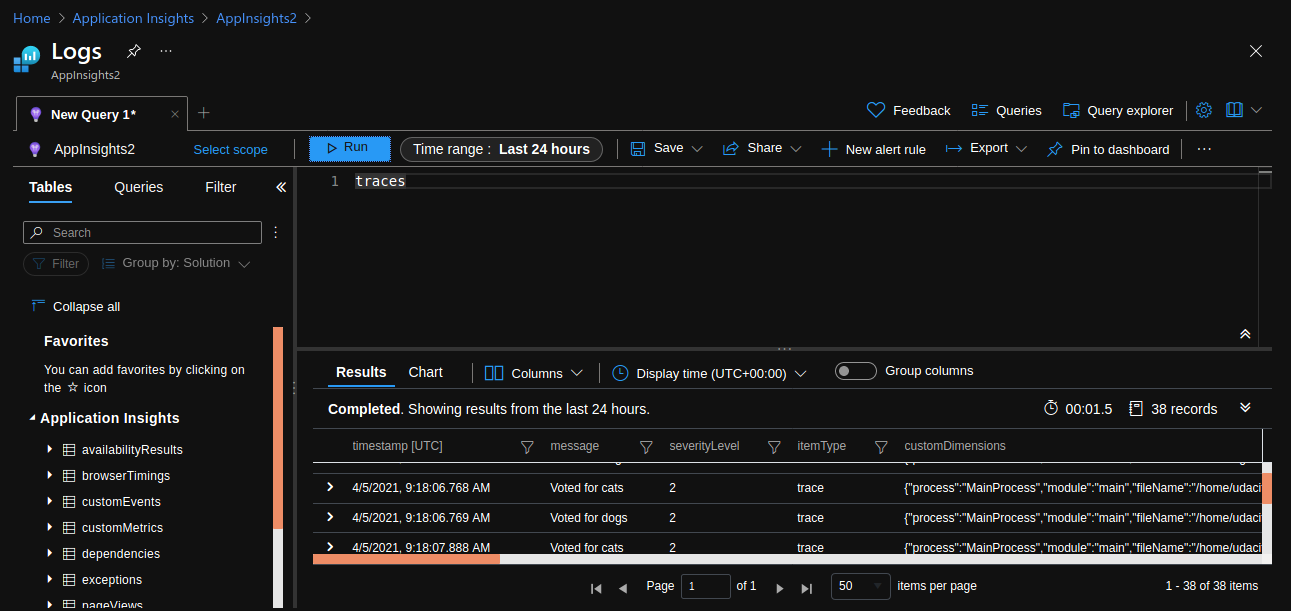 Home > Application Insights > AppInsights2 >
Logs ...
AppInsights2
New Query 1*
Feedback Queries Query explorer
AppInsights2 Select scope Run Time range : Last 24 hours Save Share New alert rule Export Pin to dashboard ...
Tables Queries Filter
1 traces
Search
Filter Group by: Solution
Collapse all
Favorites
You can add favorites by clicking on
the ☆ icon
Application Insights
availabilityResults
browserTimings
customEvents
customMetrics
dependencies
exceptions
pageViews
Results Chart Columns Display time (UTC+00:00) Group columns
Completed. Showing results from the last 24 hours. 00:01.5 38 records
timestamp [UTC] message severityLevel itemType customDimensions
4/5/2021, 9:18:06.768 AM Voted for cats 2 trace {"process":"MainProcess","module":"main","fileName":"/home/udaci
4/5/2021, 9:18:06.769 AM Voted for dogs 2 trace {"process":"MainProcess","module":"main","fileName":"/home/udaci
4/5/2021, 9:18:07.888 AM Voted for cats 2 trace {"process":"MainProcess","module":"main","fileName":"/home/udaci
Page 1 of 1 50 items per page 1 - 38 of 38 items